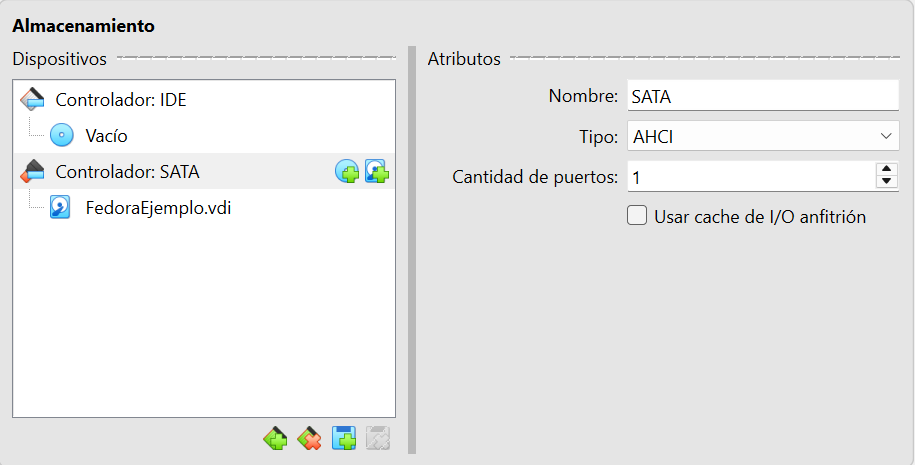 Almacenamiento
Dispositivos
Controlador: IDE
Vacío
Controlador: SATA
FedoraEjemplo.vdi
Atributos
Nombre: SATA
Tipo: AHCI
Cantidad de puertos: 1
Usar cache de I/O anfitrión